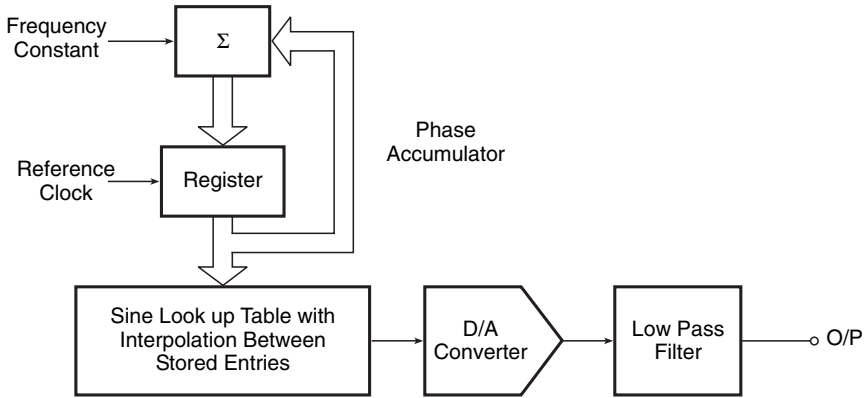 Frequency
Constant
Σ
Phase
Accumulator
Reference
Clock
Register
Sine Look up Table with
Interpolation Between
Stored Entries
D/A
Converter
Low Pass
Filter
O/P